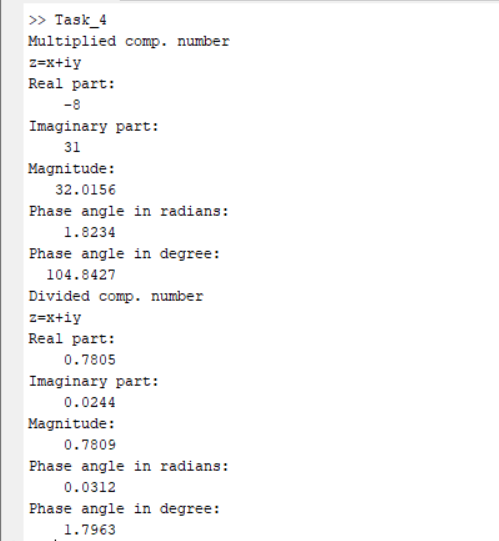 >> Task_4
Multiplied comp. number
z=x+iy
Real part:
-8
Imaginary part:
31
Magnitude:
32.0156
Phase angle in radians:
1.8234
Phase angle in degree:
104.8427
Divided comp. number
z=x+iy
Real part:
0.7805
Imaginary part:
0.0244
Magnitude:
0.7809
Phase angle in radians:
0.0312
Phase angle in degree:
1.7963